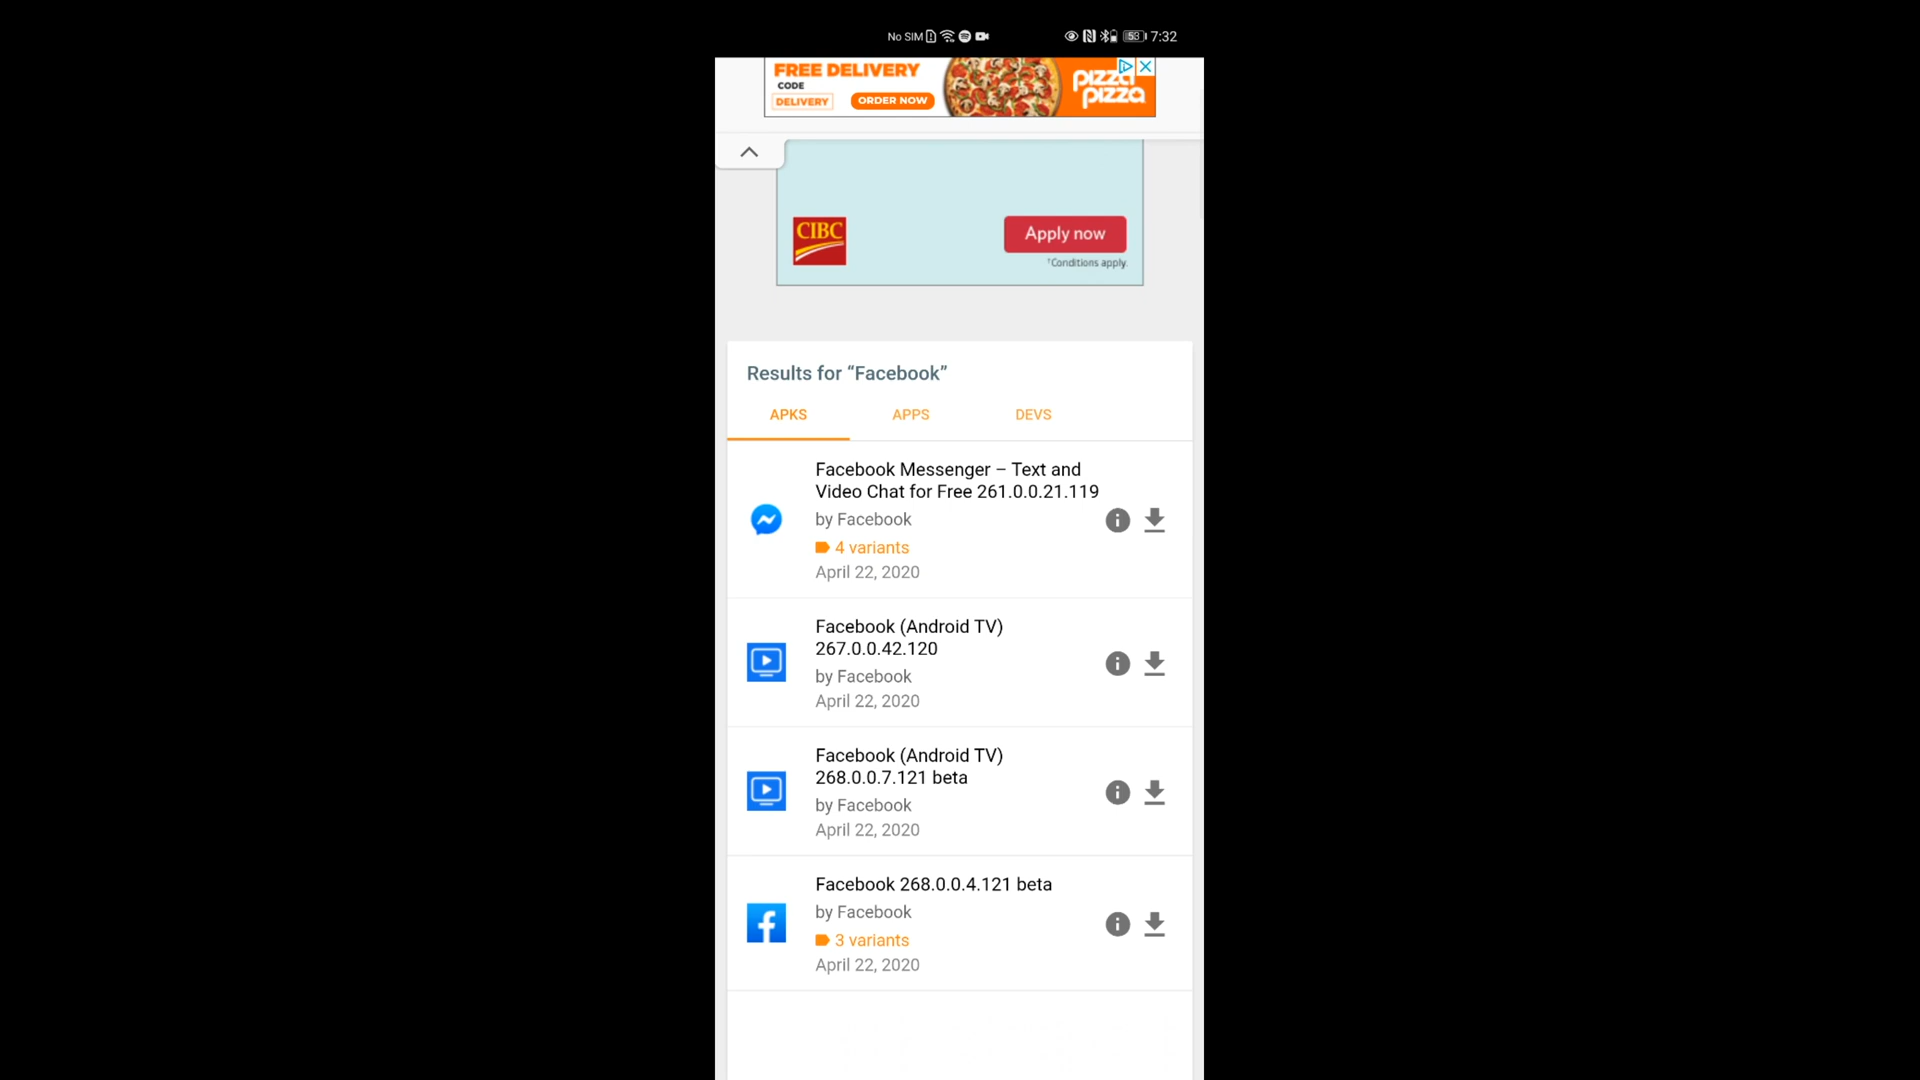 No SIM 53 7:32
FREE DELIVERY
CODE
DELIVERY ORDER NOW
pizza
pizza
CIBC
Apply now
†Conditions apply.
Results for “Facebook”
APKS APPS DEVS
Facebook Messenger – Text and
Video Chat for Free 261.0.0.21.119
by Facebook
4 variants
April 22, 2020
Facebook (Android TV)
267.0.0.42.120
by Facebook
April 22, 2020
Facebook (Android TV)
268.0.0.7.121 beta
by Facebook
April 22, 2020
Facebook 268.0.0.4.121 beta
by Facebook
3 variants
April 22, 2020